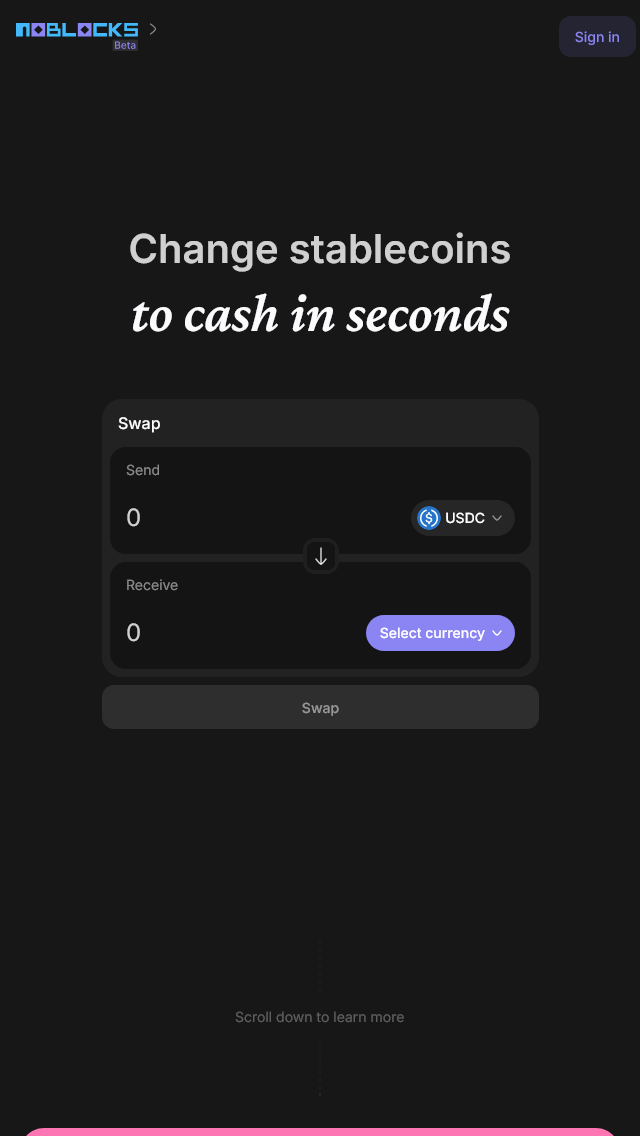 NOBLOCKS
Beta
Sign in
Change stablecoins
to cash in seconds
Swap
Send
0
USDC
Receive
0
Select currency
Swap
Scroll down to learn more